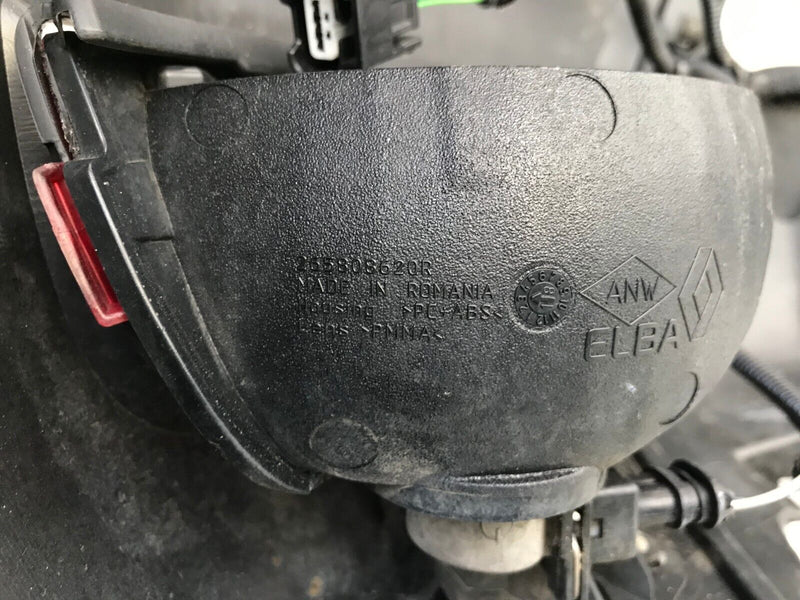 265808620R
MADE IN ROMANIA
Housing >PC+ABS<
Lens >PMMA<
ANW
ELBA